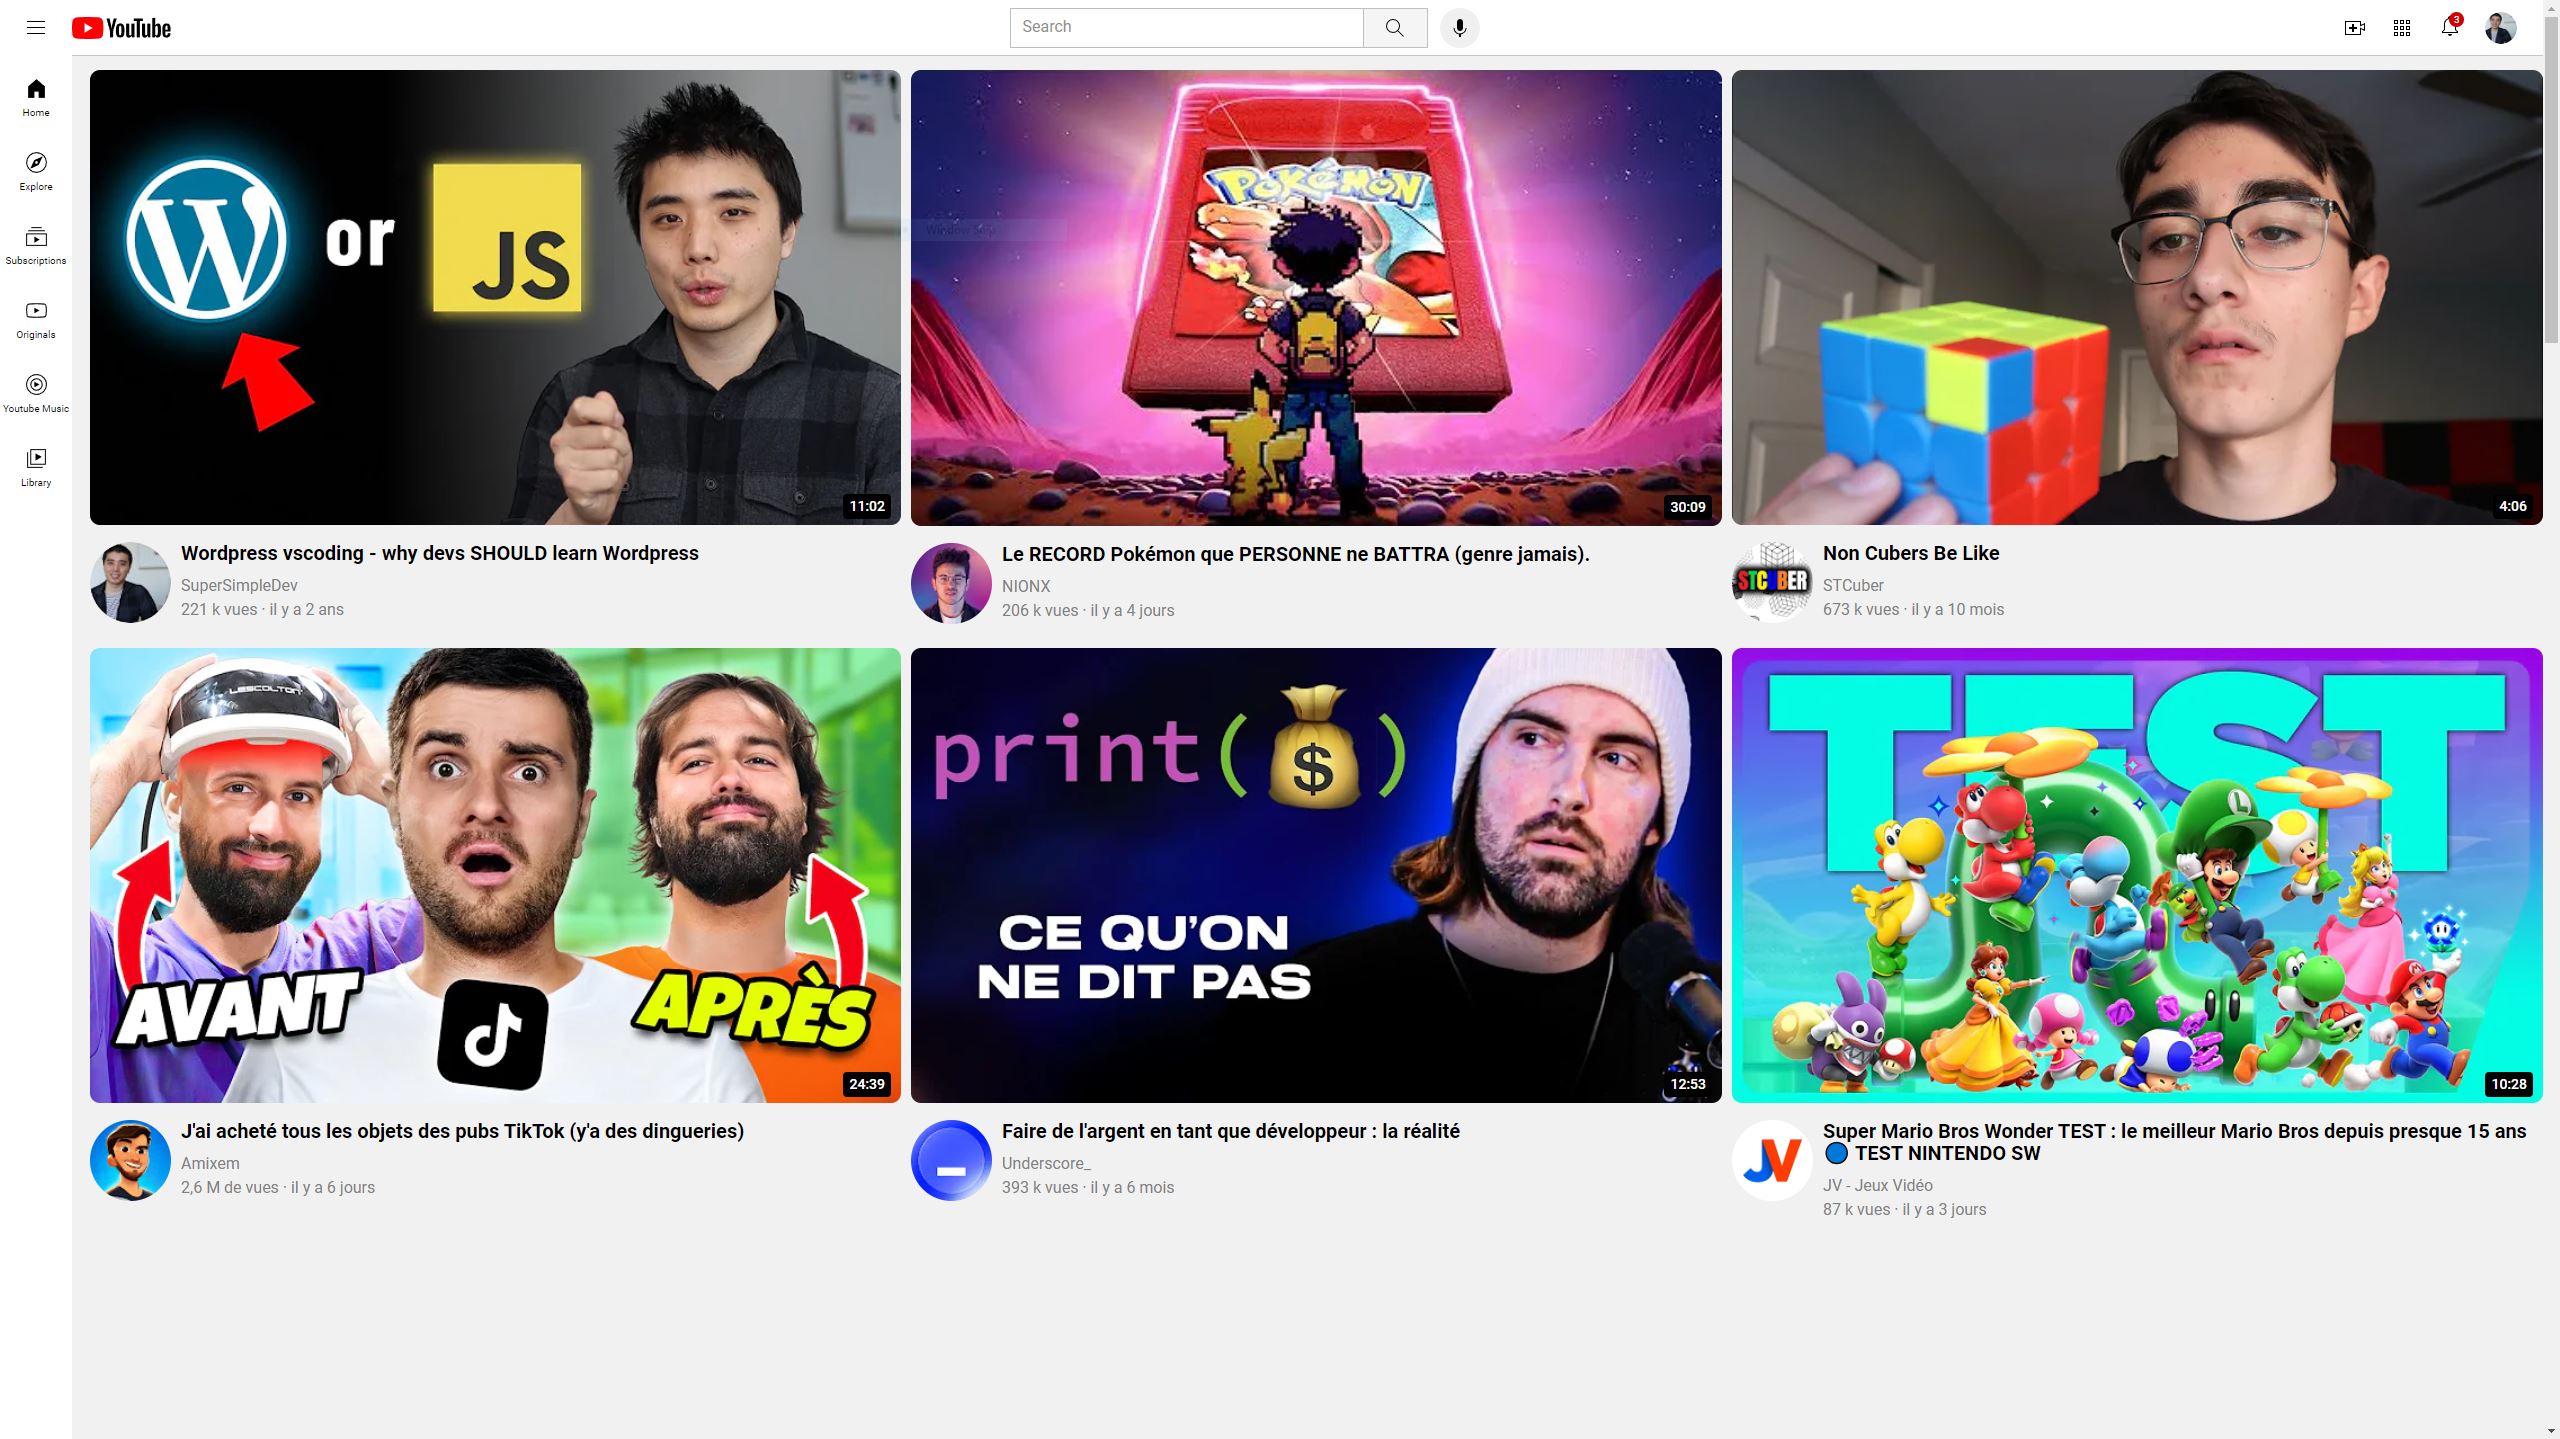 YouTube
Search
3
Home
Explore
Subscriptions
Originals
Youtube Music
Library
W or JS
11:02
Wordpress vscoding - why devs SHOULD learn Wordpress
SuperSimpleDev
221 k vues · il y a 2 ans
Window Snip
POKéMON
30:09
Le RECORD Pokémon que PERSONNE ne BATTRA (genre jamais).
NIONX
206 k vues · il y a 4 jours
4:06
STCUBER
Non Cubers Be Like
STCuber
673 k vues · il y a 10 mois
LESCOLTON
AVANT
APRÈS
24:39
J'ai acheté tous les objets des pubs TikTok (y'a des dingueries)
Amixem
2,6 M de vues · il y a 6 jours
print($)
CE QU'ON
NE DIT PAS
12:53
Faire de l'argent en tant que développeur : la réalité
Underscore_
393 k vues · il y a 6 mois
TEST
L
10:28
JV
Super Mario Bros Wonder TEST : le meilleur Mario Bros depuis presque 15 ans
🔵 TEST NINTENDO SW
JV - Jeux Vidéo
87 k vues · il y a 3 jours